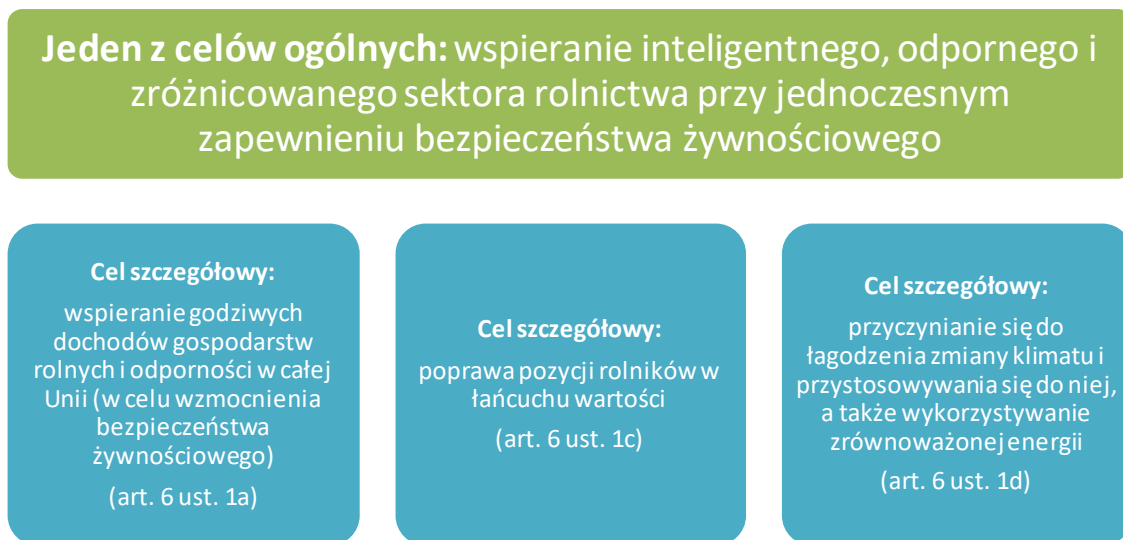 Jeden z celów ogólnych: wspieranie inteligentnego, odpornego i
zróżnicowanego sektora rolnictwa przy jednoczesnym
zapewnieniu bezpieczeństwa żywnościowego
Cel szczegółowy:
wspieranie godziwych
dochodów gospodarstw
rolnych i odporności w całej
Unii (w celu wzmocnienia
bezpieczeństwa
żywnościowego)
(art. 6 ust. 1a)
Cel szczegółowy:
poprawa pozycji rolników w
łańcuchu wartości
(art. 6 ust. 1c)
Cel szczegółowy:
przyczynianie się do
łagodzenia zmiany klimatu i
przystosowywania się do niej,
a także wykorzystywanie
zrównoważonej energii
(art. 6 ust. 1d)